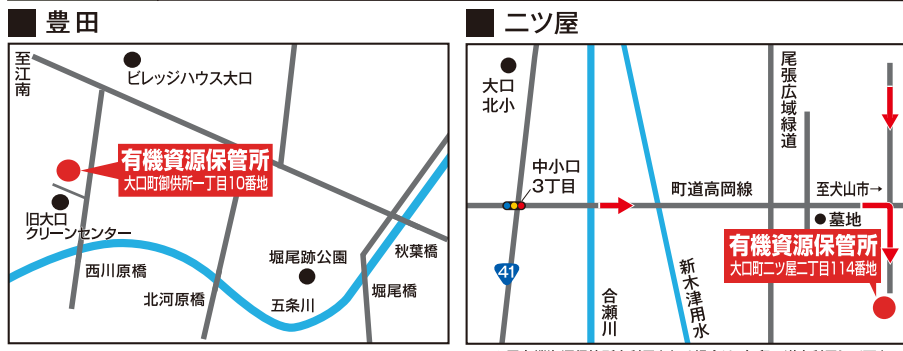 豊田
至江南
ビレッジハウス大口
有機資源保管所
大口町御供所一丁目10番地
旧大口
クリーンセンター
西川原橋
北河原橋
堀尾跡公園
五条川
秋葉橋
堀尾橋
二ツ屋
大口
北小
尾張広域緑道
中小口
3丁目
町道高岡線
至犬山市→
墓地
有機資源保管所
大口町二ツ屋二丁目114番地
41
合瀬川
新木津用水